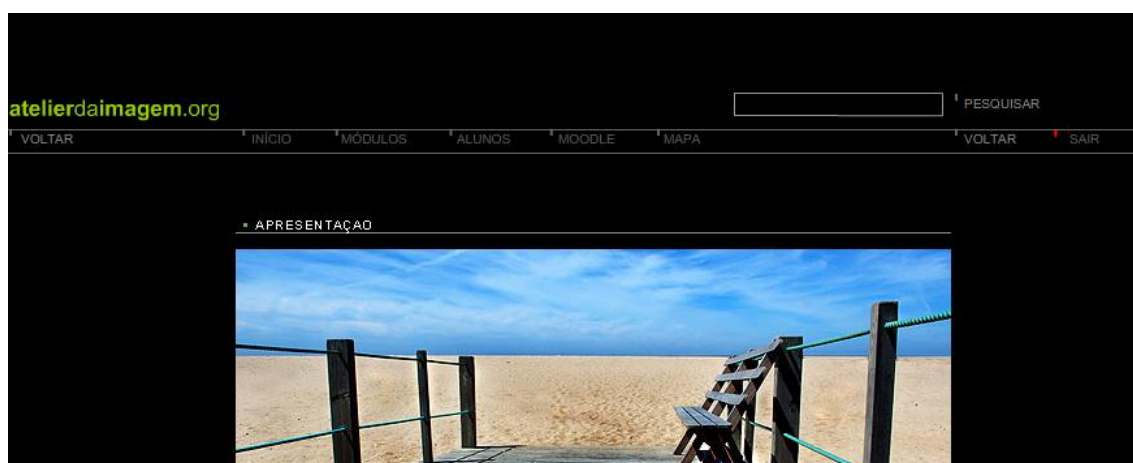 atelierdaimagem.org
PESQUISAR
VOLTAR INÍCIO MÓDULOS ALUNOS MOODLE MAPA VOLTAR SAIR
APRESENTAÇAO